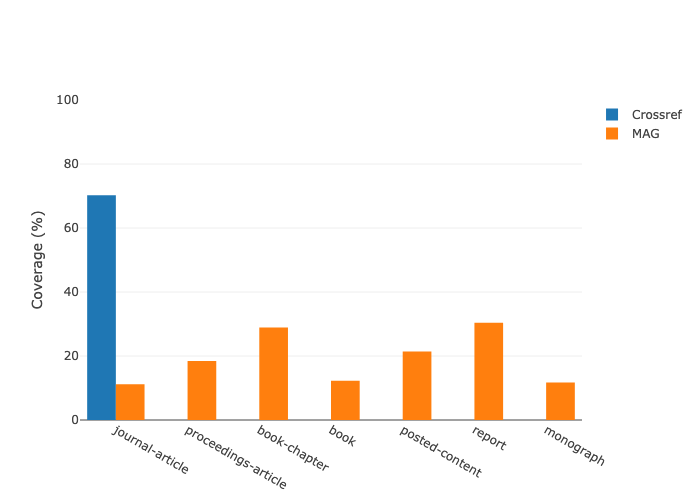 100
80
60
40
20
0
Coverage (%)
journal-article
proceedings-article
book-chapter
book
posted-content
report
monograph
Crossref
MAG